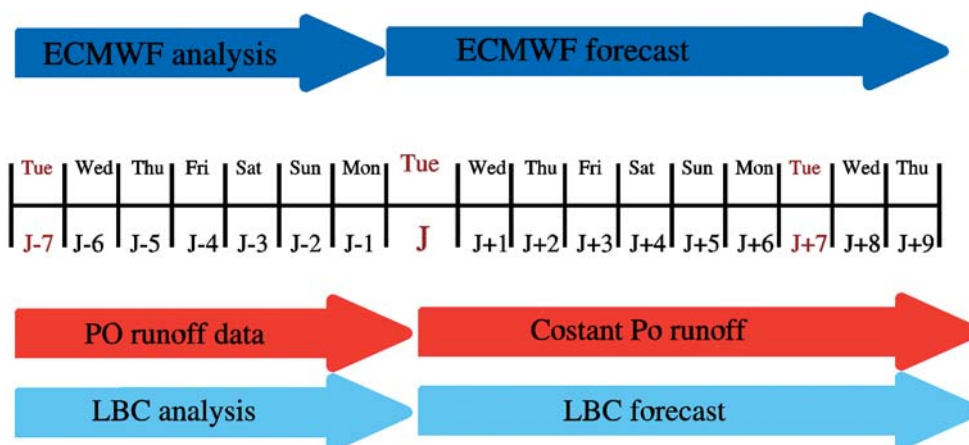 ECMWF analysis ECMWF forecast
Tue Wed Thu Fri Sat Sun Mon Tue Wed Thu Fri Sat Sun Mon Tue Wed Thu
J-7 J-6 J-5 J-4 J-3 J-2 J-1 J J+1 J+2 J+3 J+4 J+5 J+6 J+7 J+8 J+9
PO runoff data Costant Po runoff
LBC analysis LBC forecast